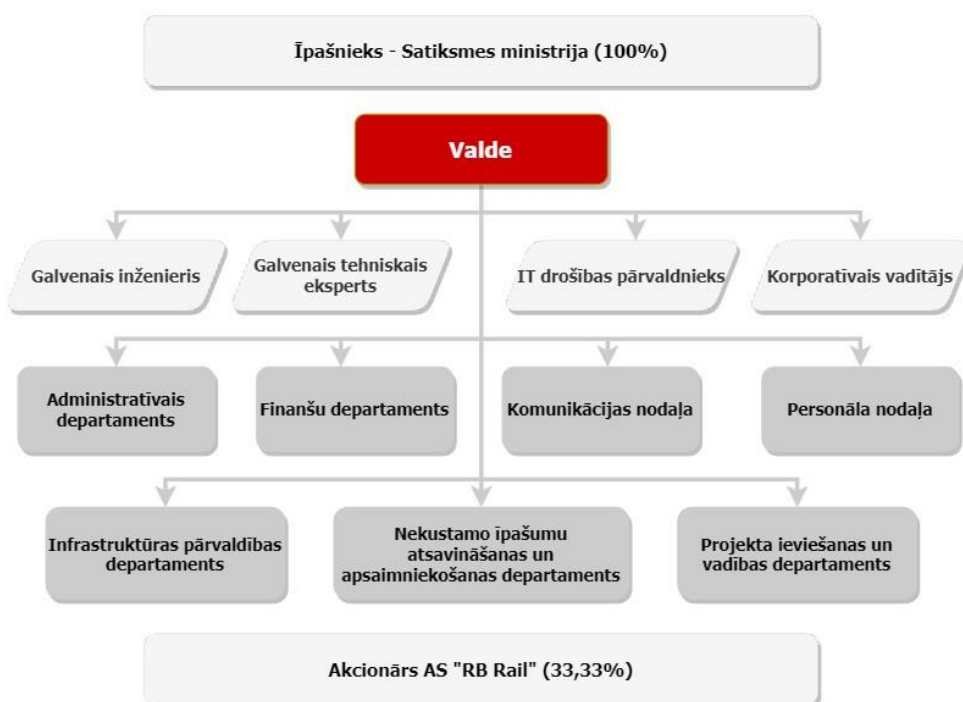 Īpašnieks - Satiksmes ministrija (100%)
Valde
Galvenais inženieris
Galvenais tehniskais
eksperts
IT drošības pārvaldnieks
Korporatīvais vadītājs
Administratīvais
departaments
Finanšu departaments
Komunikācijas nodaļa
Personāla nodaļa
Infrastruktūras pārvaldības
departaments
Nekustamo īpašumu
atsavināšanas un
apsaimniekošanas departaments
Projekta ieviešanas un
vadības departaments
Akcionārs AS "RB Rail" (33,33%)